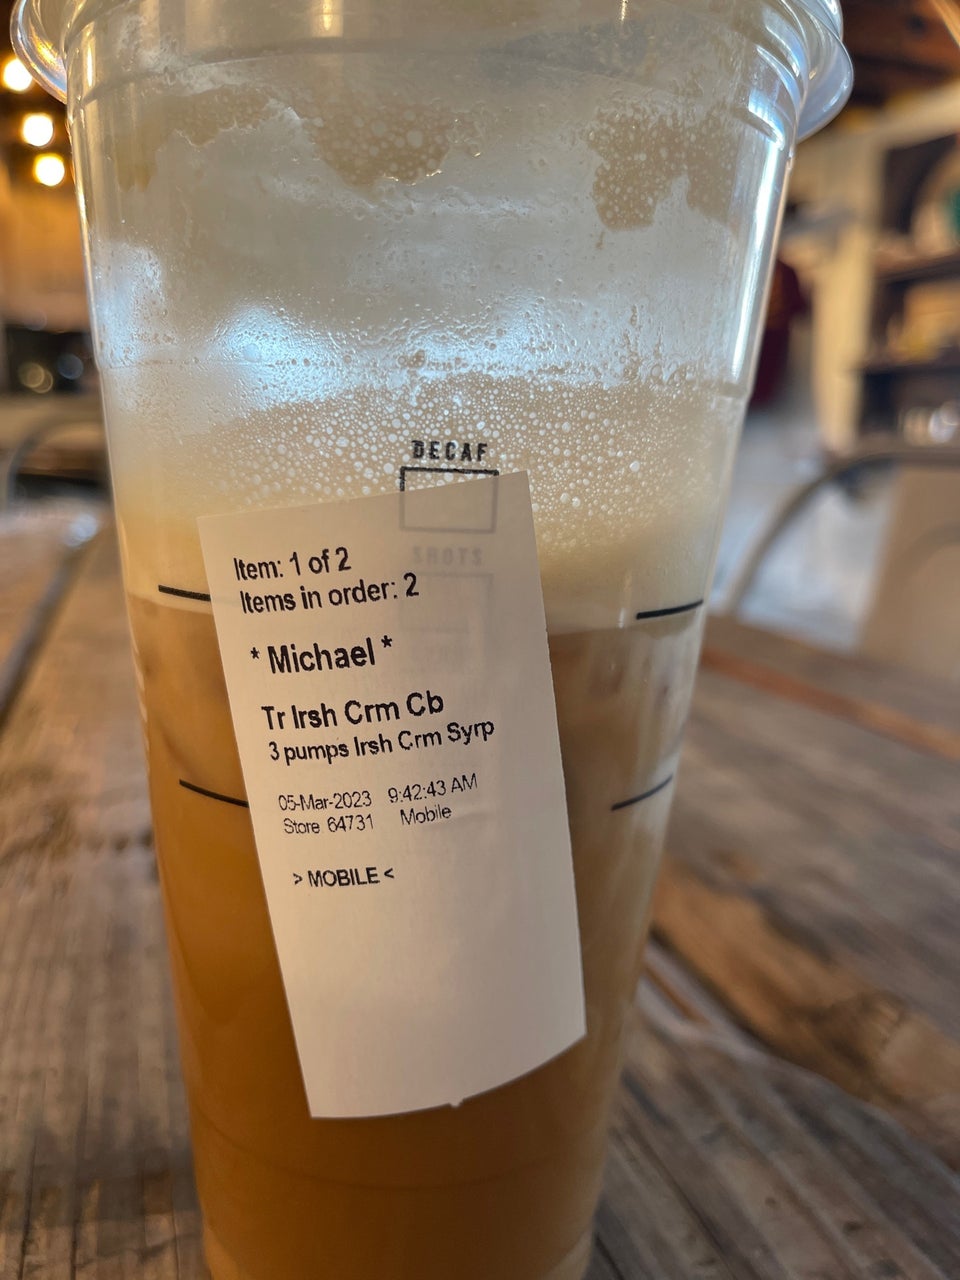 DECAF
SHOTS
Item: 1 of 2
Items in order: 2
* Michael *
Tr Irsh Crm Cb
3 pumps Irsh Crm Syrp
05-Mar-2023 9:42:43 AM
Store 64731 Mobile
> MOBILE <